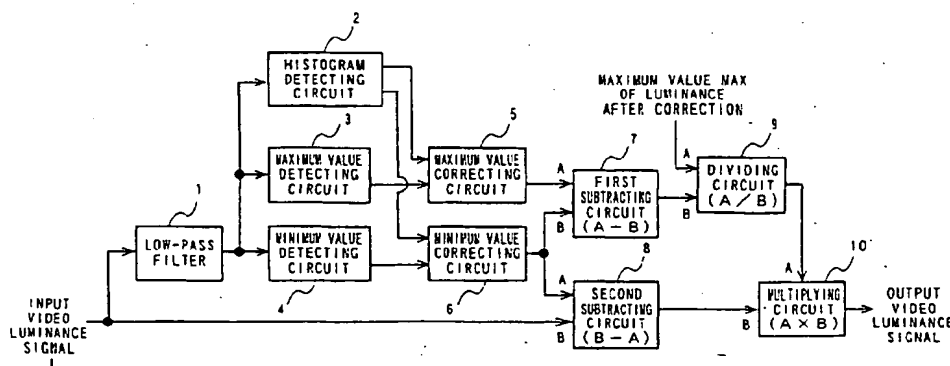 2
HISTOGRAM
DETECTING
CIRCUIT
MAXIMUM VALUE MAX
OF LUMINANCE
AFTER CORRECTION
3
MAXIMUM VALUE
DETECTING
CIRCUIT
5
MAXIMUM VALUE
CORRECTING
CIRCUIT
A
7
FIRST
SUBTRACTING
CIRCUIT
(A-B)
B
A
9
DIVIDING
CIRCUIT
(A/B)
B
1
LOW-PASS
FILTER
MINIMUM VALUE
DETECTING
CIRCUIT
4
MINIMUM VALUE
CORRECTING
CIRCUIT
6
A
8
SECOND
SUBTRACTING
CIRCUIT
(B-A)
B
A
10
MULTIPLYING
CIRCUIT
(A×B)
B
INPUT
VIDEO
LUMINANCE
SIGNAL
OUTPUT
VIDEO
LUMINANCE
SIGNAL